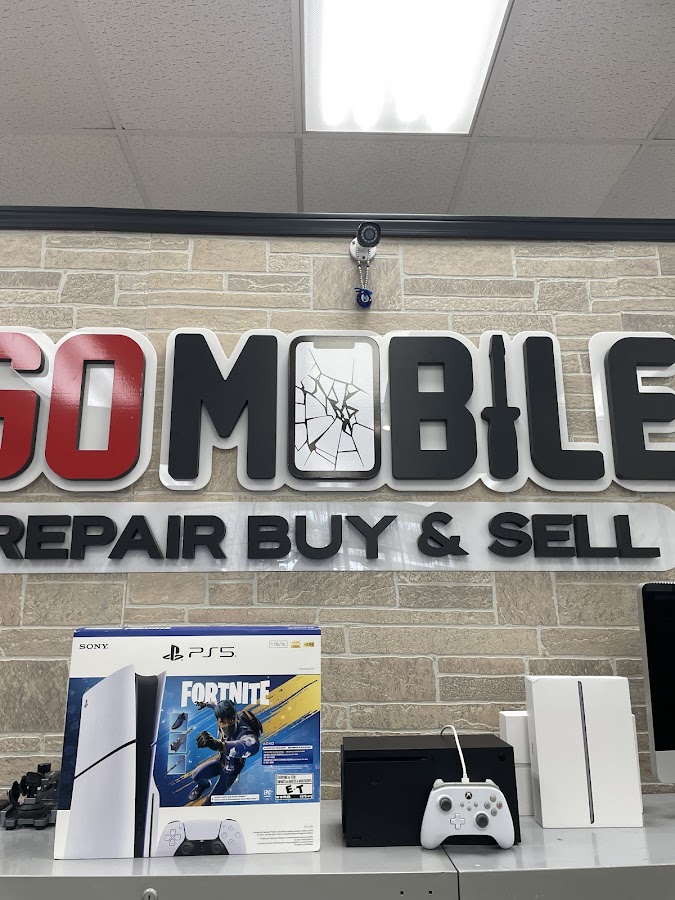 GO MOBILE
REPAIR BUY & SELL
SONY
PS5
FORTNITE
E T